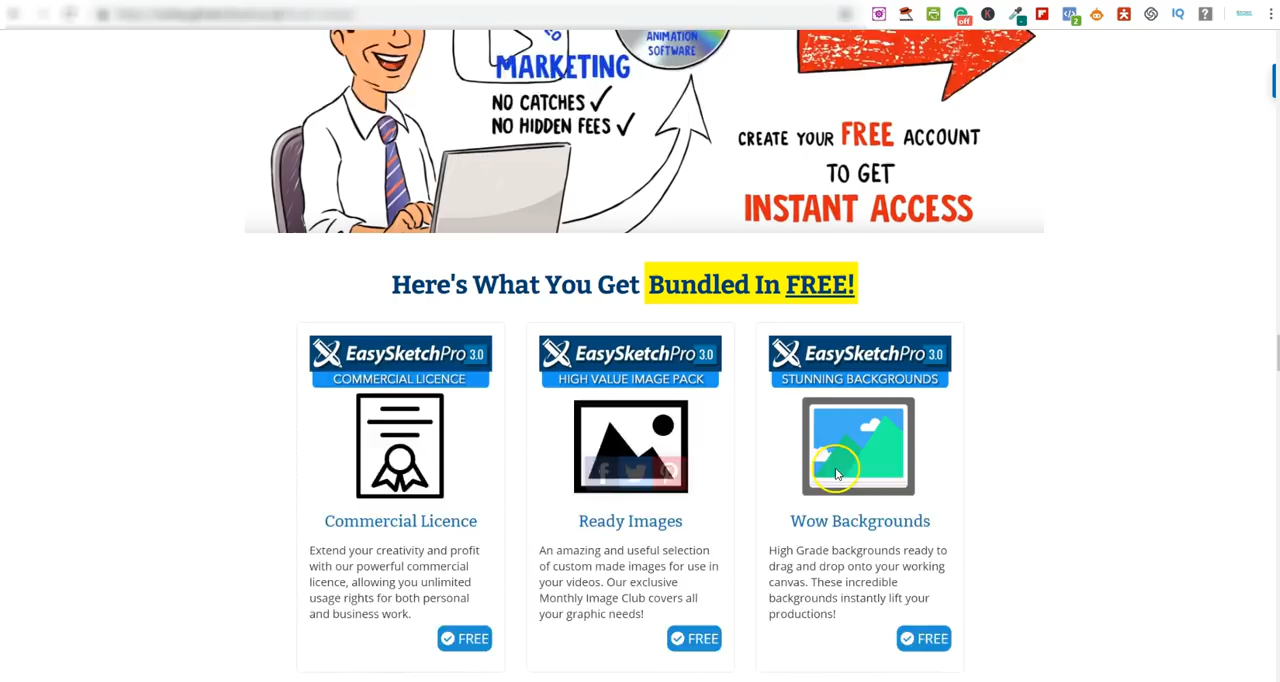 off
2
IQ
?
ANIMATION
SOFTWARE
MARKETING
NO CATCHES ✓
NO HIDDEN FEES ✓
CREATE YOUR FREE ACCOUNT
TO GET
INSTANT ACCESS
Here's What You Get Bundled In FREE!
EasySketchPro 3.0
COMMERCIAL LICENCE
Commercial Licence
Extend your creativity and profit
with our powerful commercial
licence, allowing you unlimited
usage rights for both personal
and business work.
FREE
EasySketchPro 3.0
HIGH VALUE IMAGE PACK
Ready Images
An amazing and useful selection
of custom made images for use in
your videos. Our exclusive
Monthly Image Club covers all
your graphic needs!
FREE
EasySketchPro 3.0
STUNNING BACKGROUNDS
Wow Backgrounds
High Grade backgrounds ready to
drag and drop onto your working
canvas. These incredible
backgrounds instantly lift your
productions!
FREE